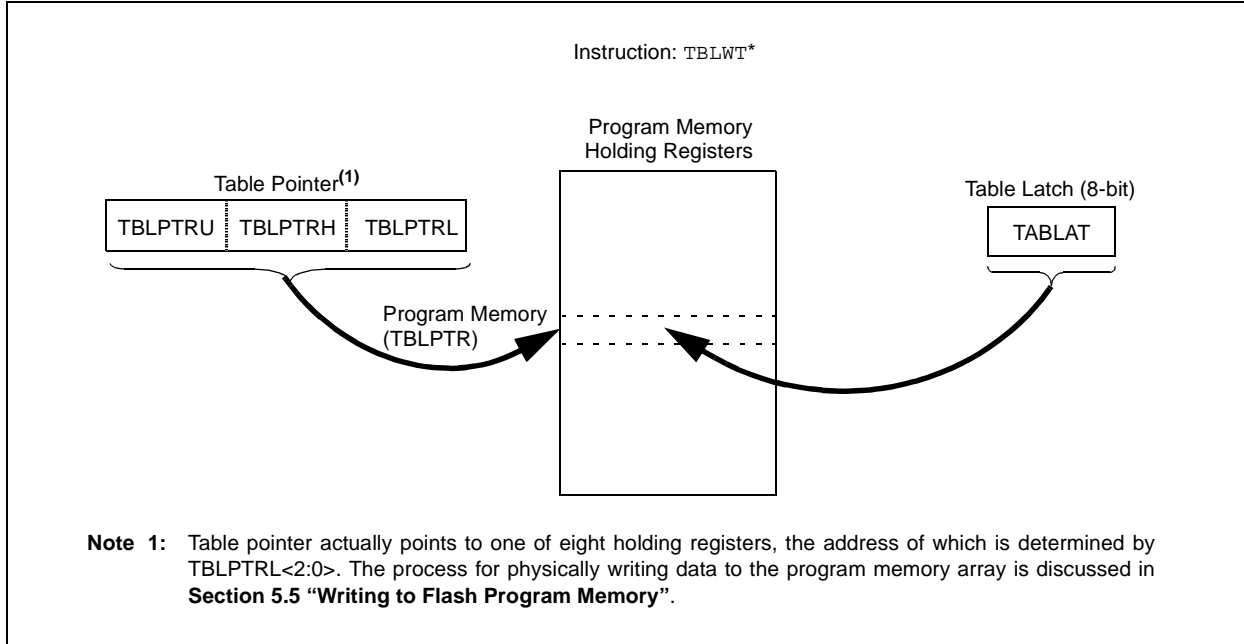 Instruction: TBLWT*
Program Memory
Holding Registers
Table Pointer(1)
Table Latch (8-bit)
TBLPTRU TBLPTRH TBLPTRL
TABLAT
Program Memory
(TBLPTR)
Note 1: Table pointer actually points to one of eight holding registers, the address of which is determined by
TBLPTRL<2:0>. The process for physically writing data to the program memory array is discussed in
Section 5.5 “Writing to Flash Program Memory”.